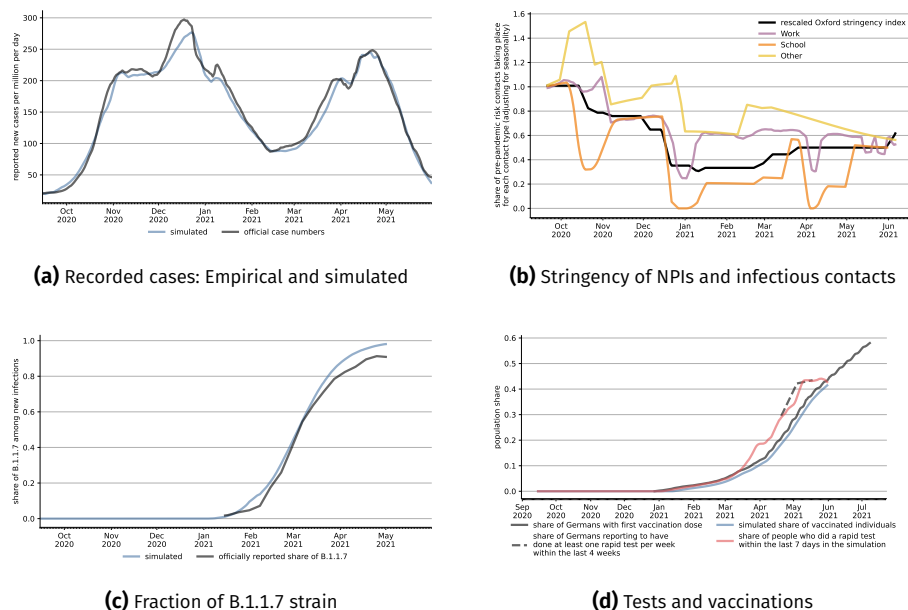 reported new cases per million per day
300
250
200
150
100
50
Oct
2020
Nov
2020
Dec
2020
Jan
2021
Feb
2021
Mar
2021
Apr
2021
May
2021
simulated
official case numbers
(a) Recorded cases: Empirical and simulated
share of pre-pandemic risk contacts taking place
for each contact type (adjusting for seasonality)
1.6
1.4
1.2
1.0
0.8
0.6
0.4
0.2
0.0
rescaled Oxford stringency index
Work
School
Other
Oct
2020
Nov
2020
Dec
2020
Jan
2021
Feb
2021
Mar
2021
Apr
2021
May
2021
Jun
2021
(b) Stringency of NPIs and infectious contacts
share of B.1.1.7 among new infections
1.0
0.8
0.6
0.4
0.2
0.0
Oct
2020
Nov
2020
Dec
2020
Jan
2021
Feb
2021
Mar
2021
Apr
2021
May
2021
simulated
officially reported share of B.1.1.7
(c) Fraction of B.1.1.7 strain
population share
0.6
0.5
0.4
0.3
0.2
0.1
0.0
Sep
2020
Oct
2020
Nov
2020
Dec
2020
Jan
2021
Feb
2021
Mar
2021
Apr
2021
May
2021
Jun
2021
Jul
2021
share of Germans with first vaccination dose
share of Germans reporting to have
done at least one rapid test per week
within the last 4 weeks
simulated share of vaccinated individuals
share of people who did a rapid test
within the last 7 days in the simulation
(d) Tests and vaccinations